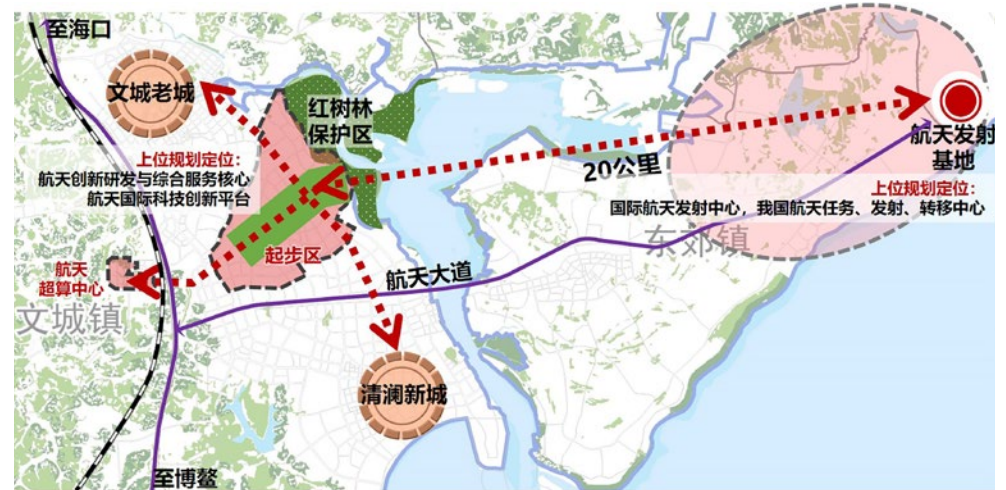 至海口
文城老城
红树林
保护区
上位规划定位：
航天创新研发与综合服务核心
航天国际科技创新平台
20公里
航天发射
基地
上位规划定位：
国际航天发射中心，我国航天任务、发射、转移中心
东郊镇
起步区
航天
超算中心
航天大道
文城镇
清澜新城
至博鳌